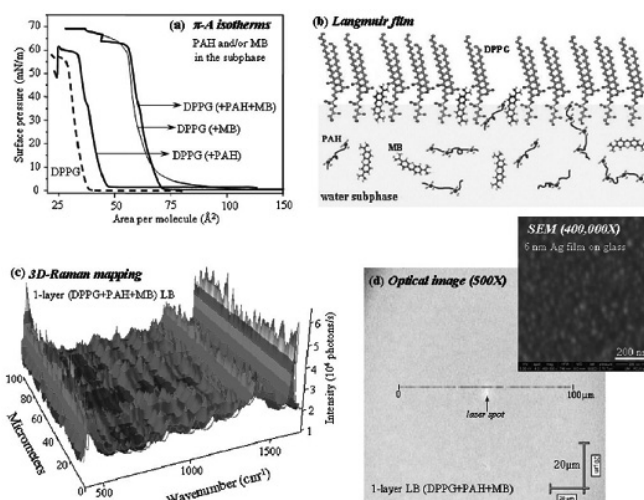 (a) π-A isotherms
PAH and/or MB
in the subphase
DPPG (+PAH+MB)
DPPG (+MB)
DPPG (+PAH)
DPPG
Surface pressure (mN/m)
70
60
50
40
30
20
10
0
25 50 75 100 150
Area per molecule (Å²)
(b) Langmuir film
DPPG
PAH
MB
water subphase
(c) 3D-Raman mapping
1-layer (DPPG+PAH+MB) LB
Intensity (10⁴ photons/s)
6
5
4
3
2
1
Micrometers
100
80
60
40
20
0
500 1000 1500
Wavenumber (cm⁻¹)
SEM (400,000X)
6 nm Ag film on glass
200 nm
(d) Optical image (500X)
0 100μm
laser spot
20μm
1-layer LB (DPPG+PAH+MB)